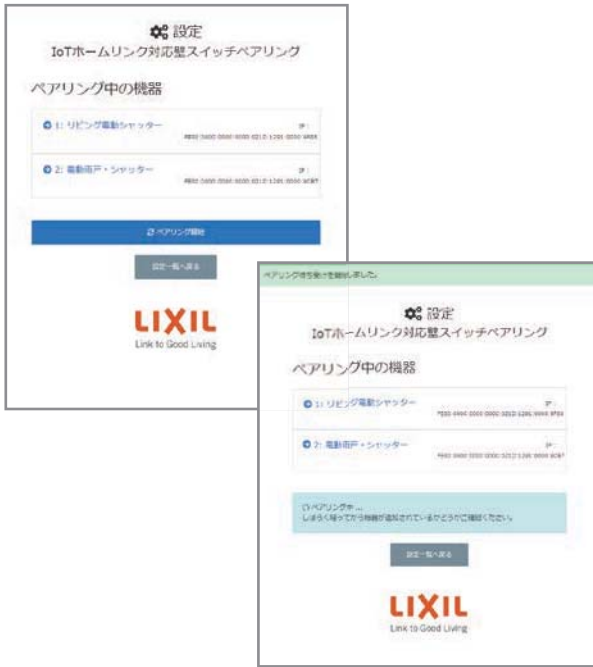 設定
IoTホームリンク対応壁スイッチペアリング
ペアリング中の機器
1: リビング電動シャッター
IP :
2: 電動雨戸・シャッター
IP :
ペアリング開始
設定一覧へ戻る
LIXIL
Link to Good Living
ペアリング待ち受けを開始しました。
設定
IoTホームリンク対応壁スイッチペアリング
ペアリング中の機器
1: リビング電動シャッター
IP :
2: 電動雨戸・シャッター
IP :
ペアリング中 ...
しばらく経ってから機器が追加されているかどうかご確認ください。
設定一覧へ戻る
LIXIL
Link to Good Living